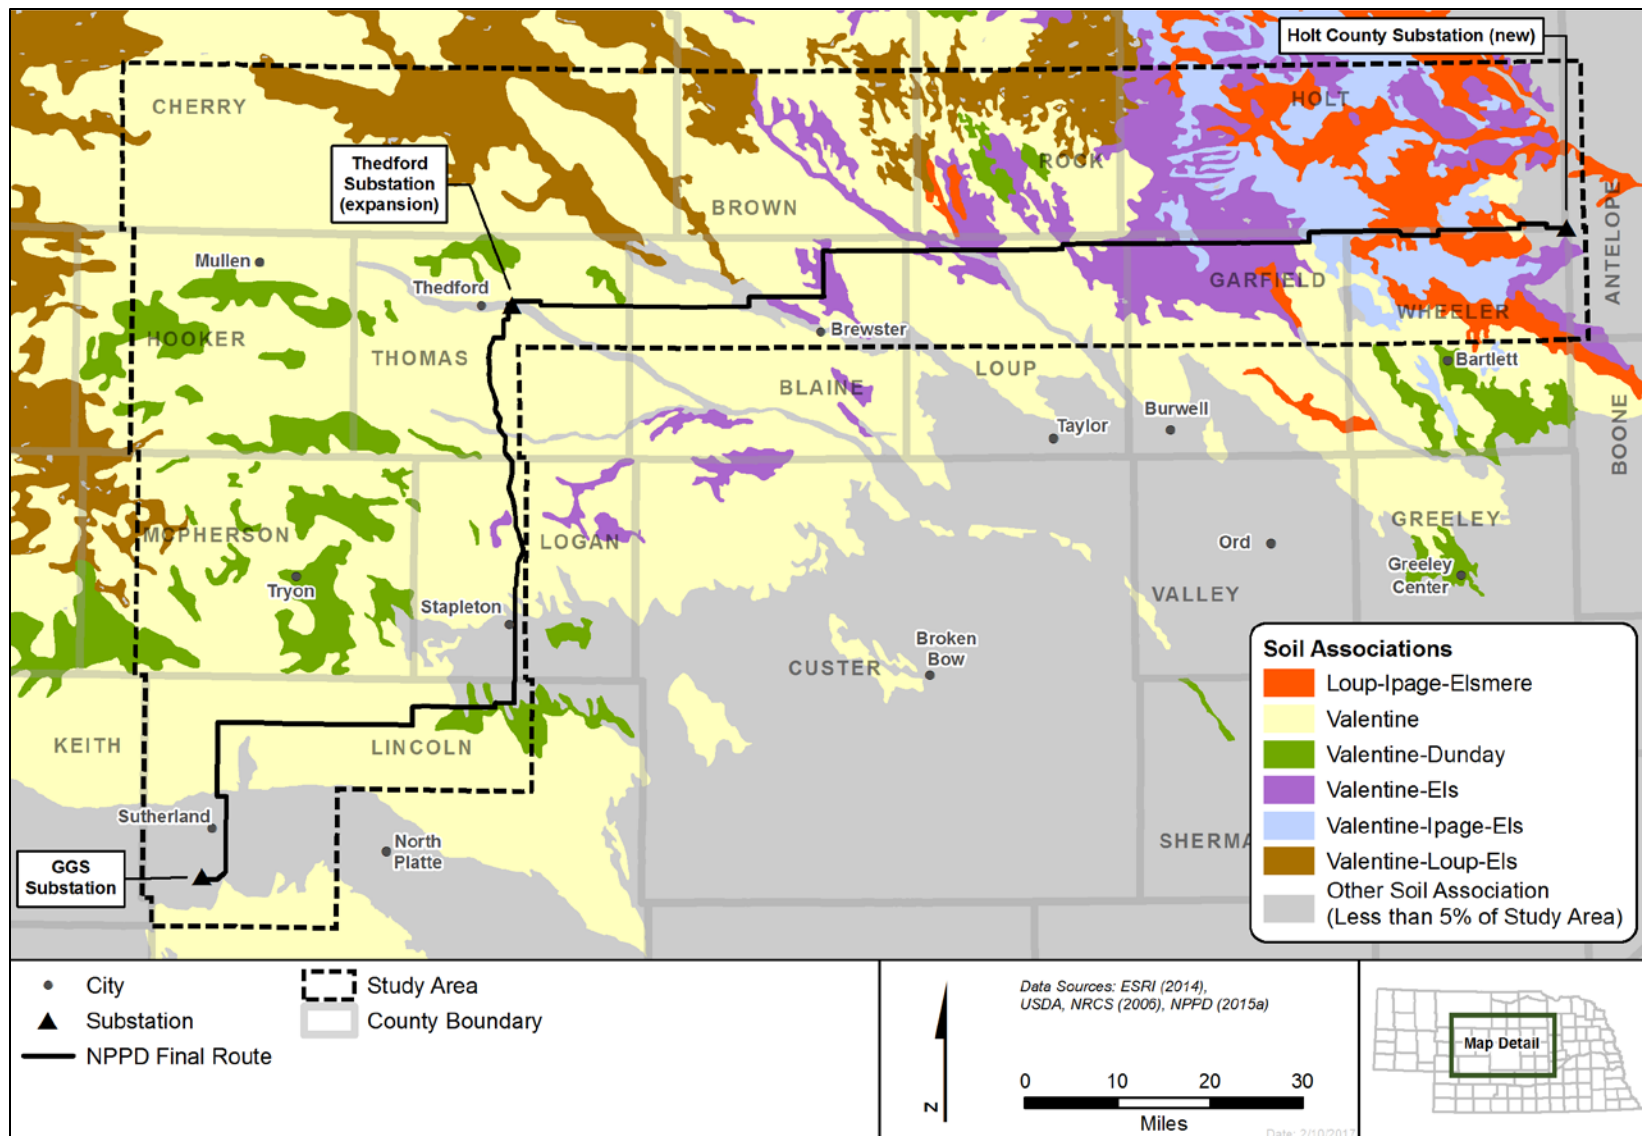 Holt County Substation (new)
CHERRY
HOLT
Thedford
Substation
(expansion)
ROCK
BROWN
ANTELOPE
Mullen
Thedford
GARFIELD
WHEELER
HOOKER
THOMAS
Brewster
BLAINE
LOUP
Bartlett
Taylor
Burwell
BOONE
MCPHERSON
LOGAN
GREELEY
Ord
Tryon
Greeley
Center
Stapleton
VALLEY
Broken
Bow
CUSTER
KEITH
LINCOLN
Sutherland
North
Platte
SHERMA
GGS
Substation
Soil Associations
Loup-Ipage-Elsmere
Valentine
Valentine-Dunday
Valentine-Els
Valentine-Ipage-Els
Valentine-Loup-Els
Other Soil Association
(Less than 5% of Study Area)
City
Substation
NPPD Final Route
Study Area
County Boundary
N
Data Sources: ESRI (2014),
USDA, NRCS (2006), NPPD (2015a)
0 10 20 30
Miles
Map Detail
Date: 2/10/2017